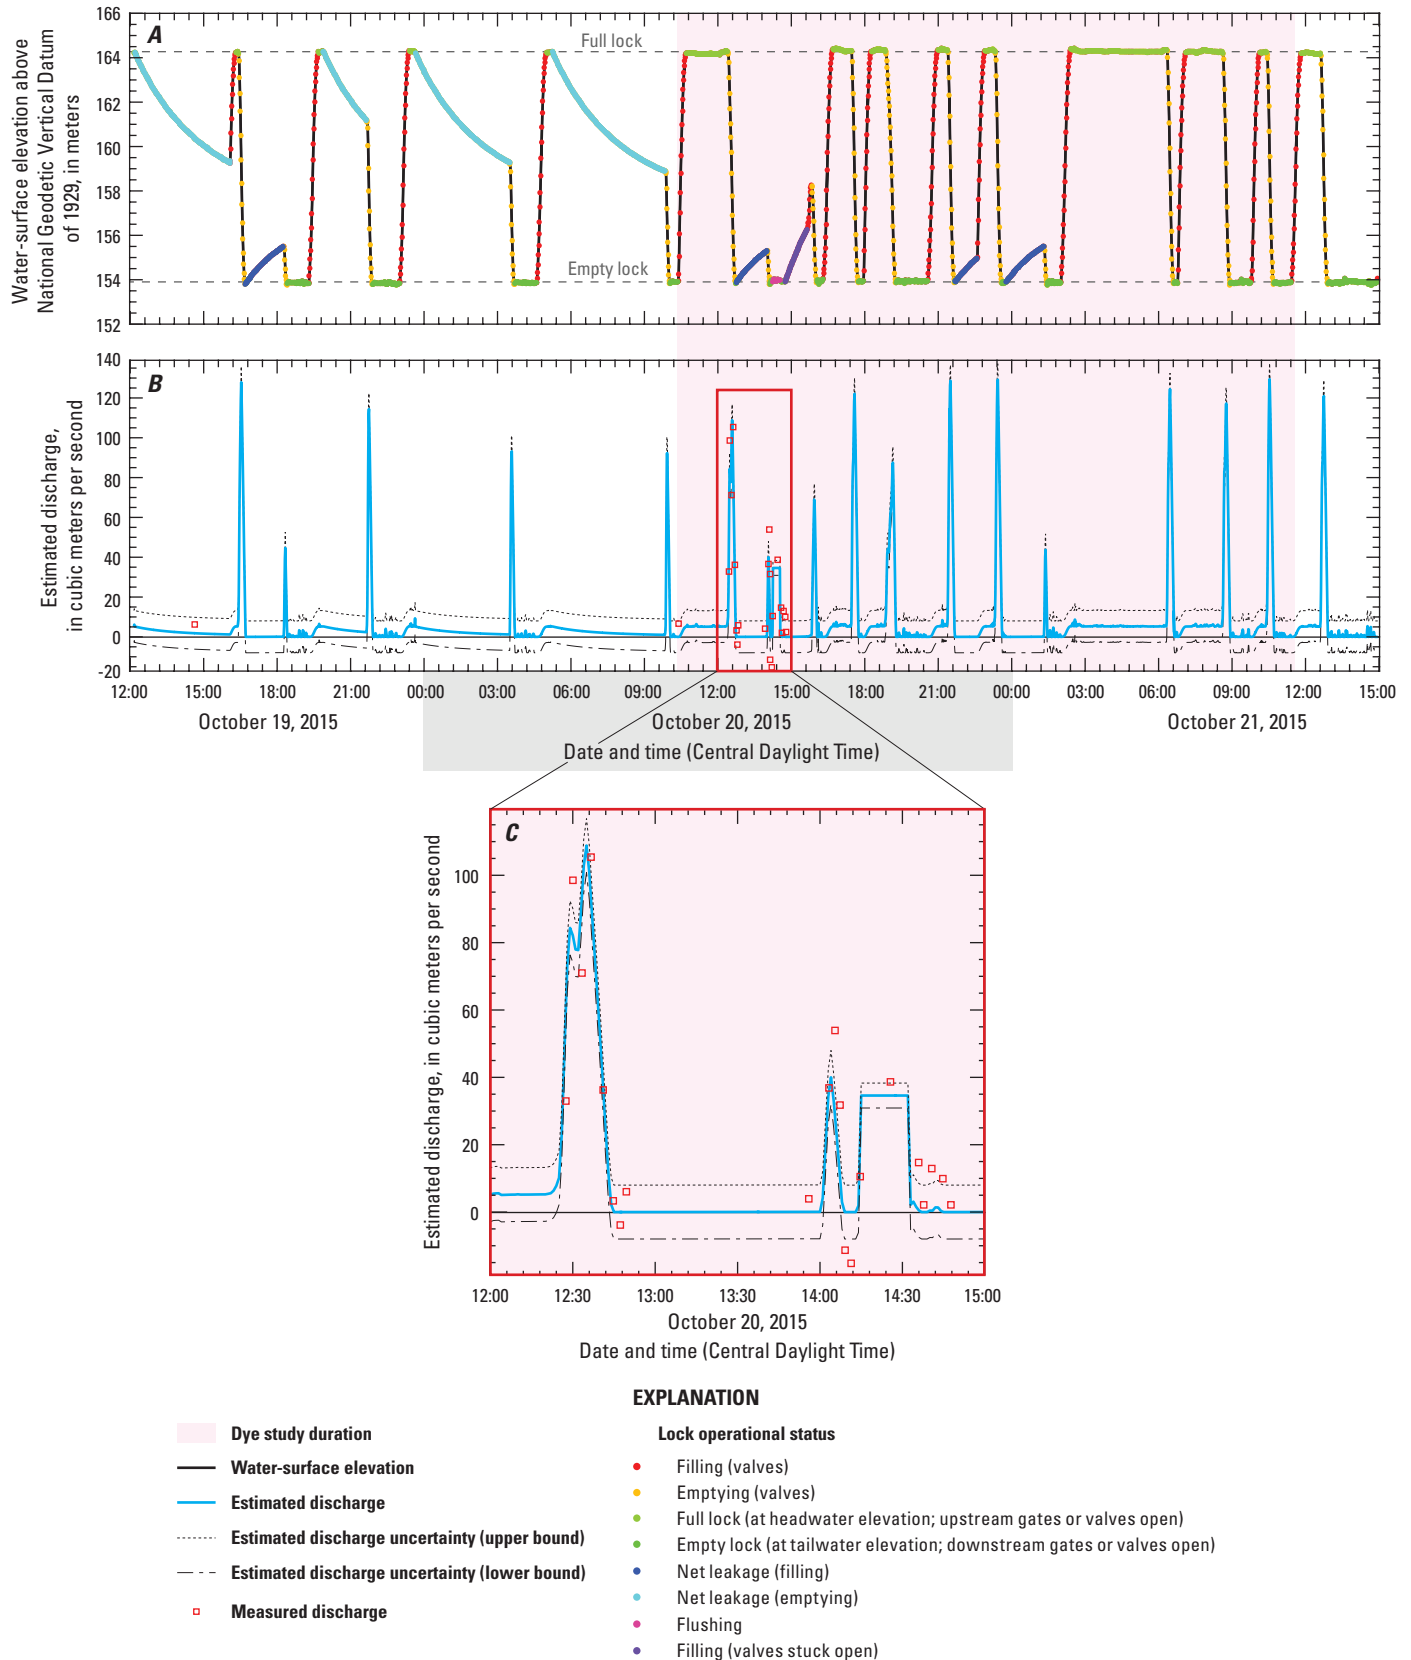 A
Water-surface elevation above
National Geodetic Vertical Datum
of 1929, in meters
166
164
162
160
158
156
154
152
Full lock
Empty lock
B
Estimated discharge,
in cubic meters per second
140
120
100
80
60
40
20
0
-20
12:00 15:00 18:00 21:00 00:00 03:00 06:00 09:00 12:00 15:00 18:00 21:00 00:00 03:00 06:00 09:00 12:00 15:00
October 19, 2015 October 20, 2015 October 21, 2015
Date and time (Central Daylight Time)
C
Estimated discharge, in cubic meters per second
100
80
60
40
20
0
12:00 12:30 13:00 13:30 14:00 14:30 15:00
October 20, 2015
Date and time (Central Daylight Time)
EXPLANATION
Dye study duration
Water-surface elevation
Estimated discharge
Estimated discharge uncertainty (upper bound)
Estimated discharge uncertainty (lower bound)
Measured discharge
Lock operational status
Filling (valves)
Emptying (valves)
Full lock (at headwater elevation; upstream gates or valves open)
Empty lock (at tailwater elevation; downstream gates or valves open)
Net leakage (filling)
Net leakage (emptying)
Flushing
Filling (valves stuck open)